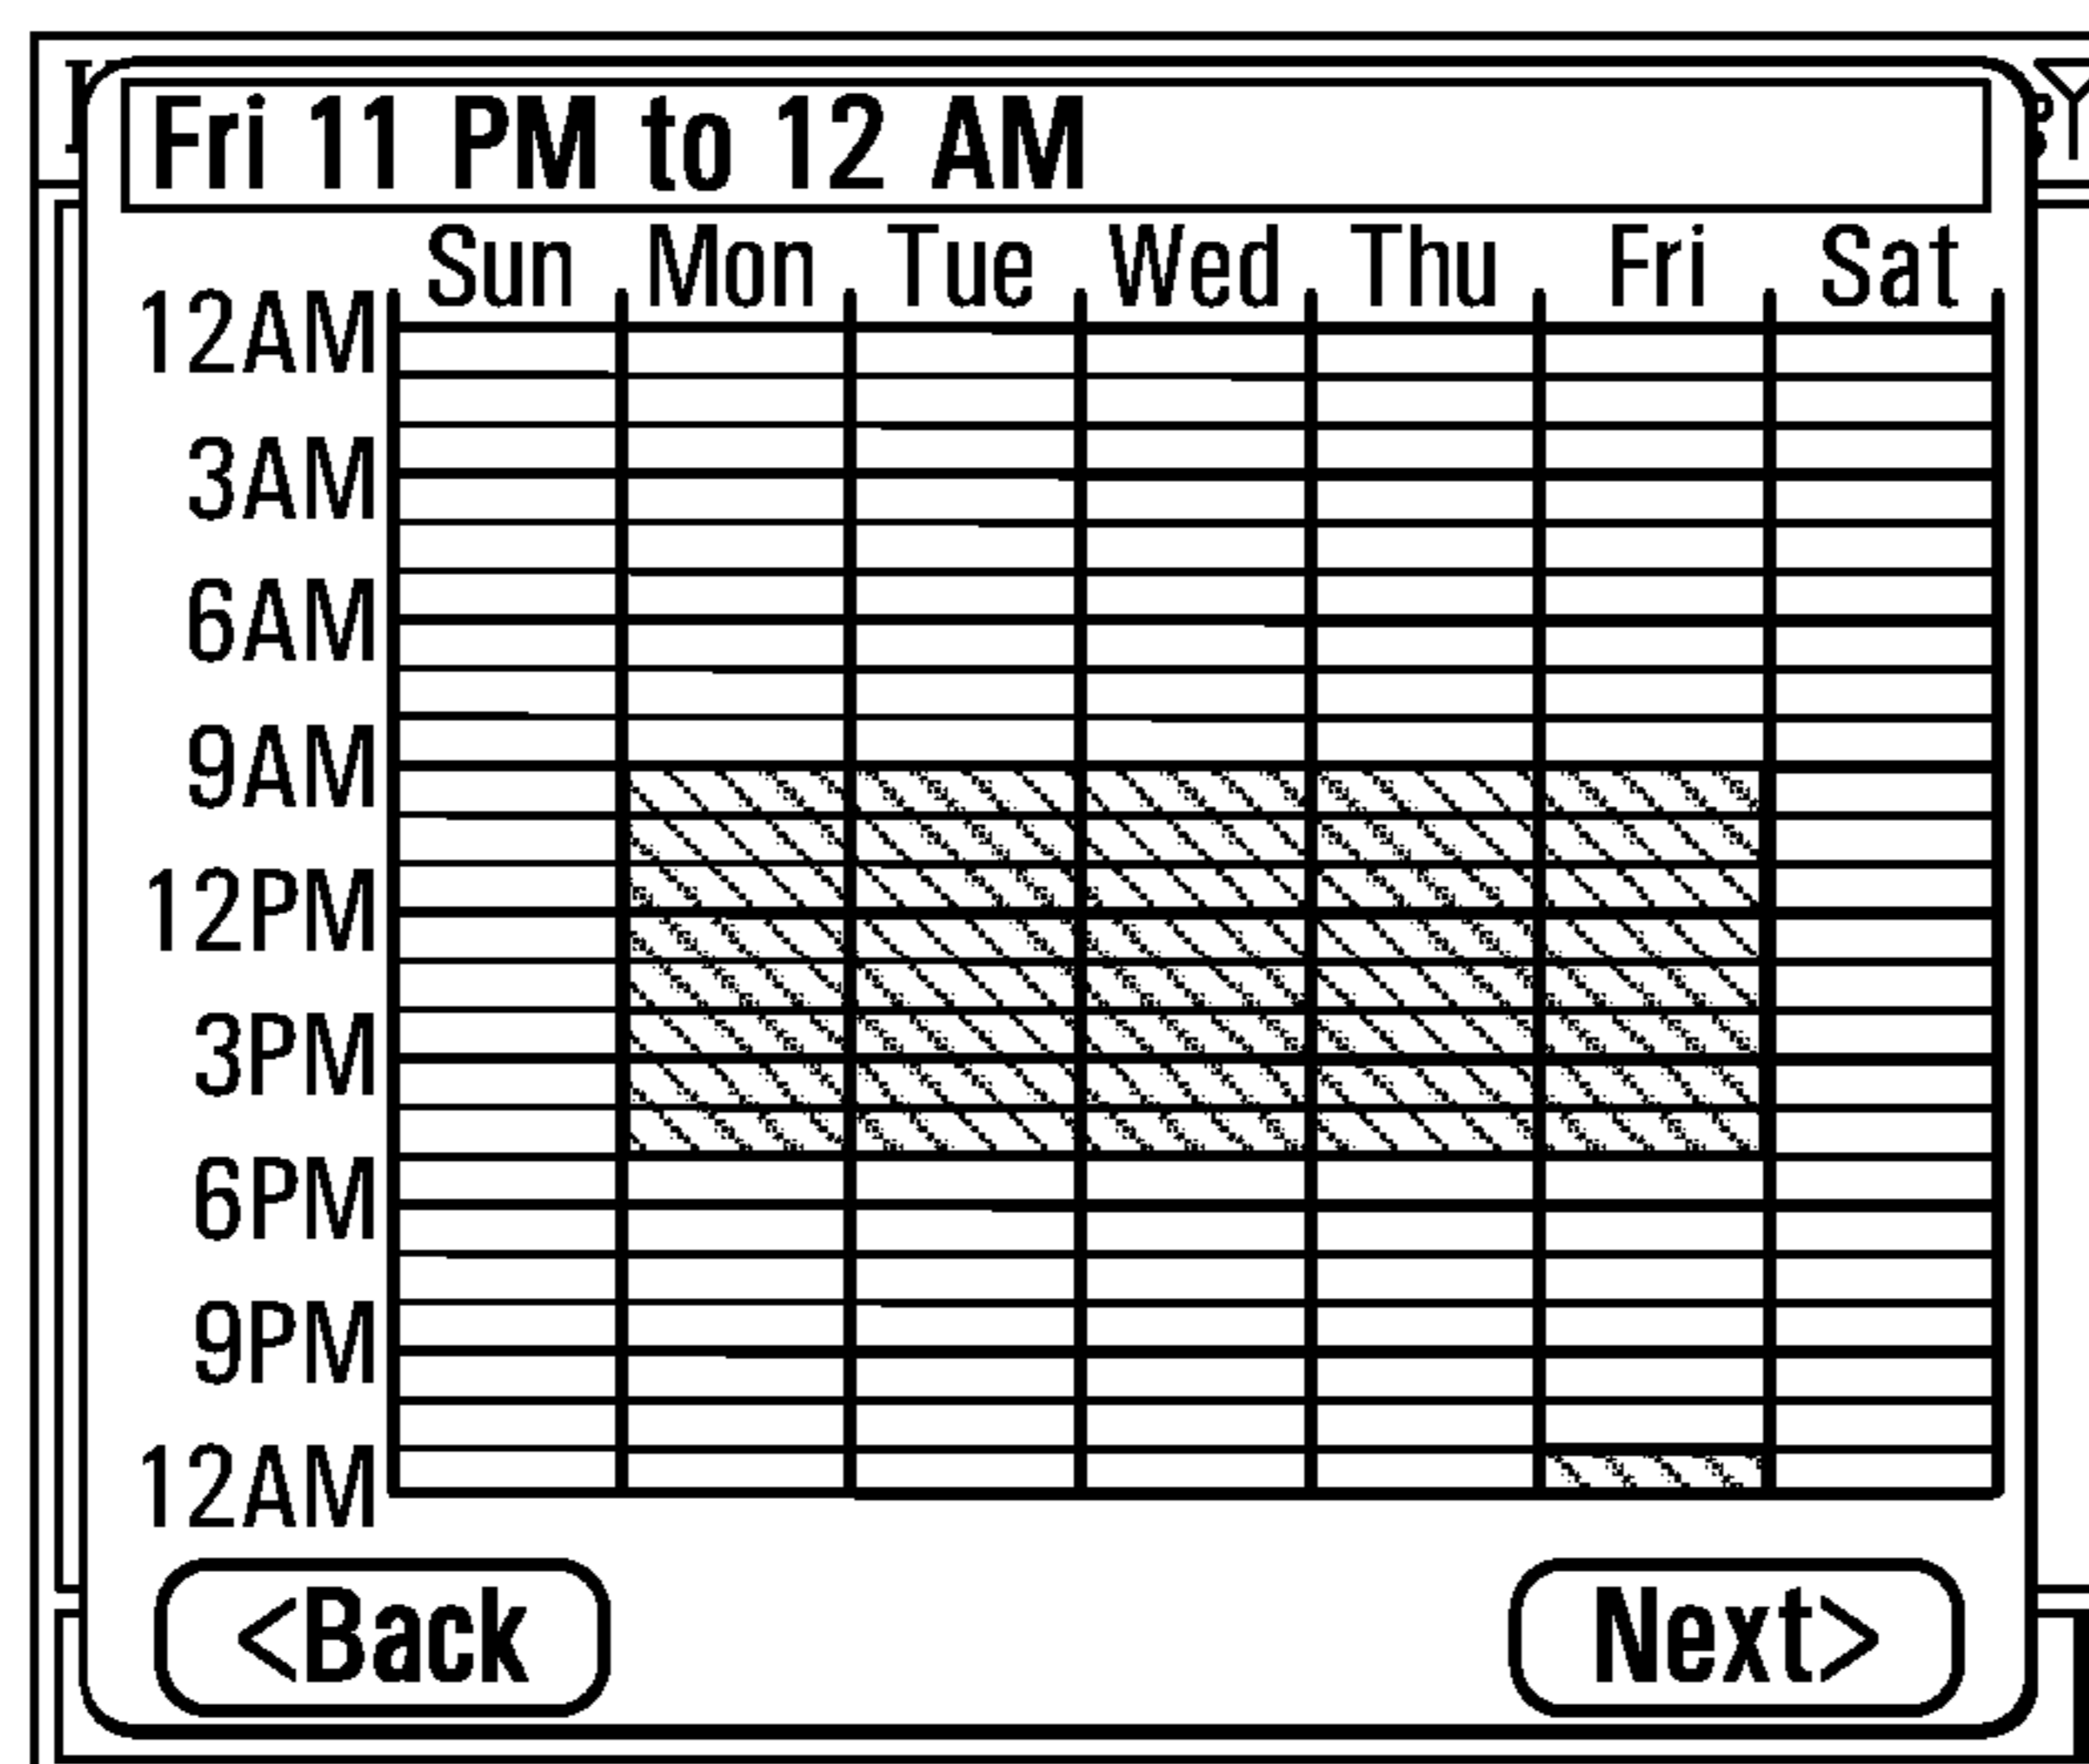 Fri 11 PM to 12 AM
Sun Mon Tue Wed Thu Fri Sat
12AM
3AM
6AM
9AM
12PM
3PM
6PM
9PM
12AM
<Back Next>